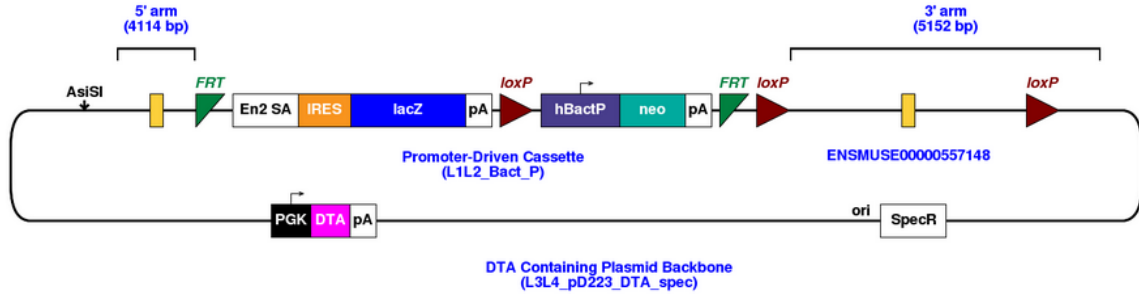 5' arm
(4114 bp)
3' arm
(5152 bp)
AsiSI
FRT
loxP
FRT
loxP
loxP
En2 SA
IRES
lacZ
pA
hBactP
neo
pA
Promoter-Driven Cassette
(L1L2_Bact_P)
ENSMUSE00000557148
PGK
DTA
pA
ori
SpecR
DTA Containing Plasmid Backbone
(L3L4_pD223_DTA_spec)